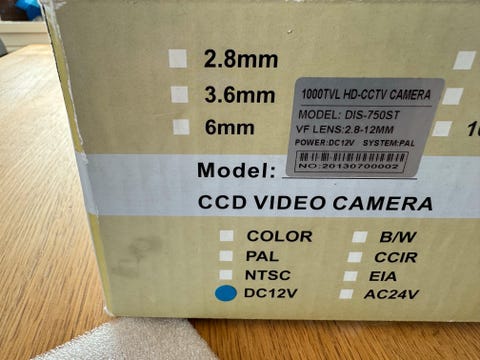 2.8mm
3.6mm
6mm
1000TVL HD-CCTV CAMERA
MODEL: DIS-750ST
VF LENS:2.8-12MM
POWER:DC12V SYSTEM:PAL
NO:20130700002
Model:
CCD VIDEO CAMERA
COLOR
B/W
PAL
CCIR
NTSC
EIA
DC12V
AC24V